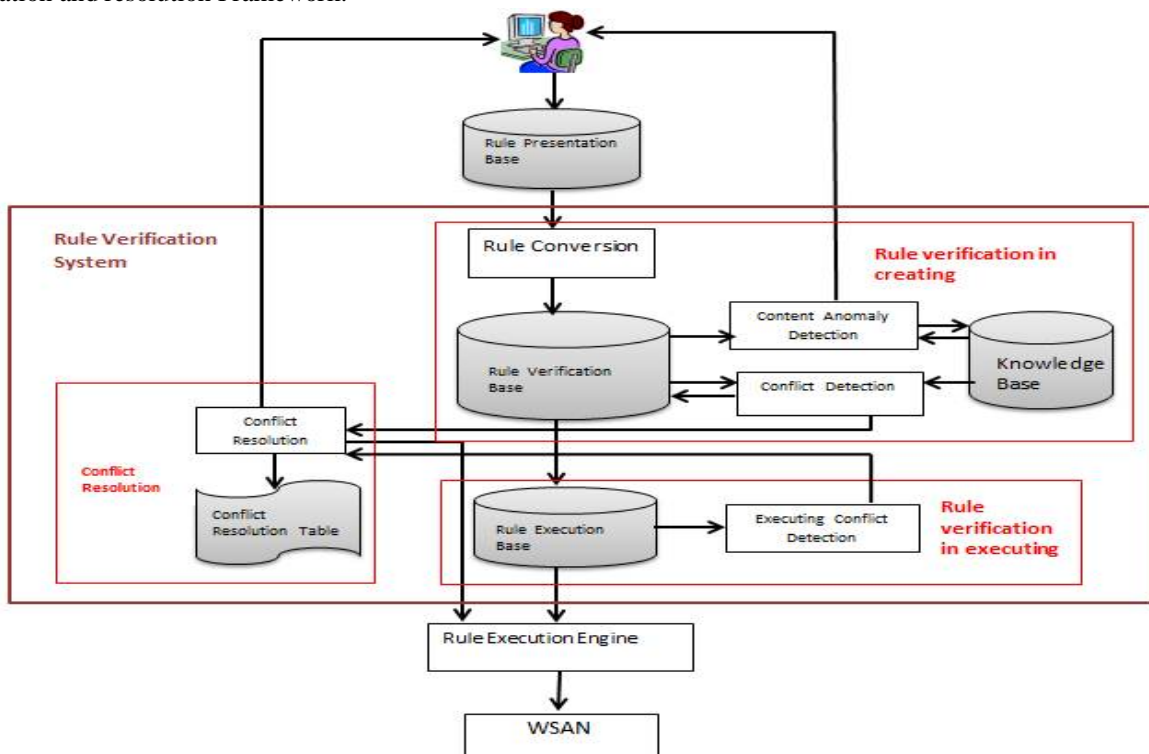 ation and resolution Framework.
Rule Presentation
Base
Rule Verification
System
Rule Conversion
Rule verification in
creating
Content Anomaly
Detection
Rule Verification
Base
Knowledge
Base
Conflict Detection
Conflict
Resolution
Conflict
Resolution
Conflict
Resolution Table
Rule Execution
Base
Executing Conflict
Detection
Rule
verification
in executing
Rule Execution Engine
WSAN